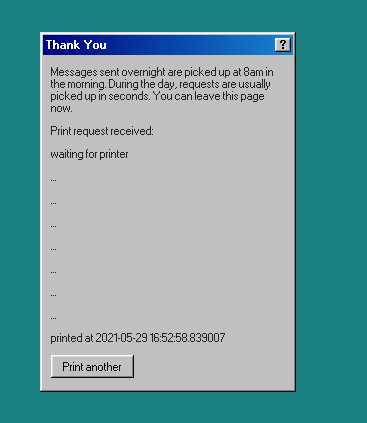 Thank You
?
Messages sent overnight are picked up at 8am in
the morning. During the day, requests are usually
picked up in seconds. You can leave this page
now.
Print request received:
waiting for printer
...
...
...
...
...
...
...
printed at 2021-05-29 16:52:58.839007
Print another